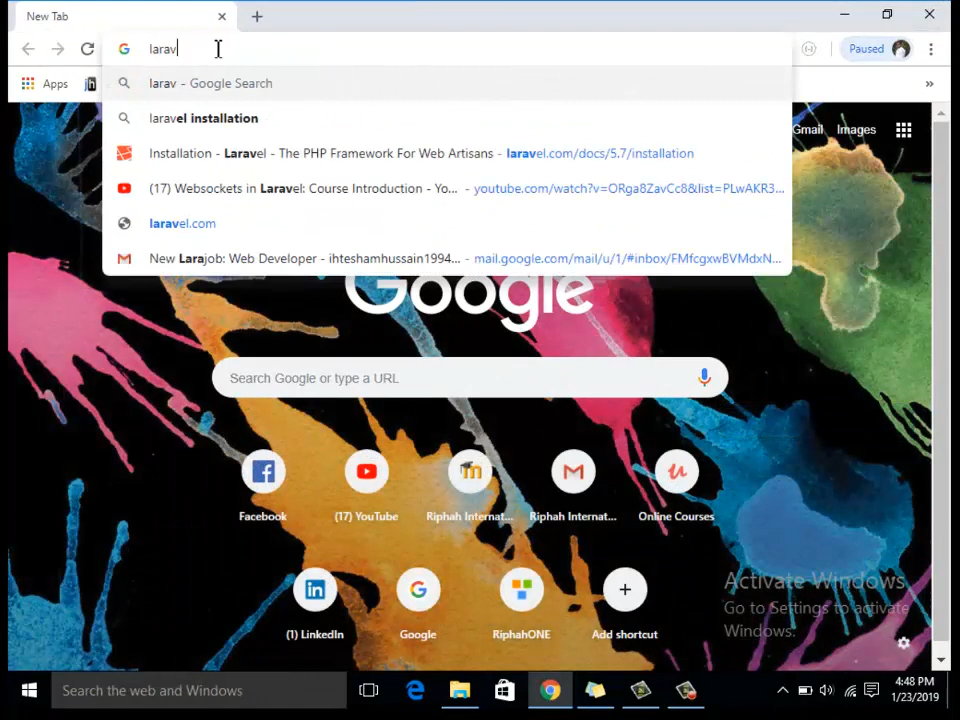 New Tab
larav
Paused
Apps
larav - Google Search
laravel installation
Installation - Laravel - The PHP Framework For Web Artisans - laravel.com/docs/5.7/installation
(17) Websockets in Laravel: Course Introduction - Yo... - youtube.com/watch?v=ORga8ZavCc8&list=PLwAKR3...
laravel.com
New Larajob: Web Developer - ihteshamhussain1994... - mail.google.com/mail/u/1/#inbox/FMfcgxwBVMdxN...
Gmail Images
Google
Search Google or type a URL
Facebook
(17) YouTube
Riphah Internat...
Riphah Internat...
Online Courses
(1) LinkedIn
Google
RiphahONE
Add shortcut
Activate Windows
Go to Settings to activate
Windows.
Search the web and Windows
4:48 PM
1/23/2019